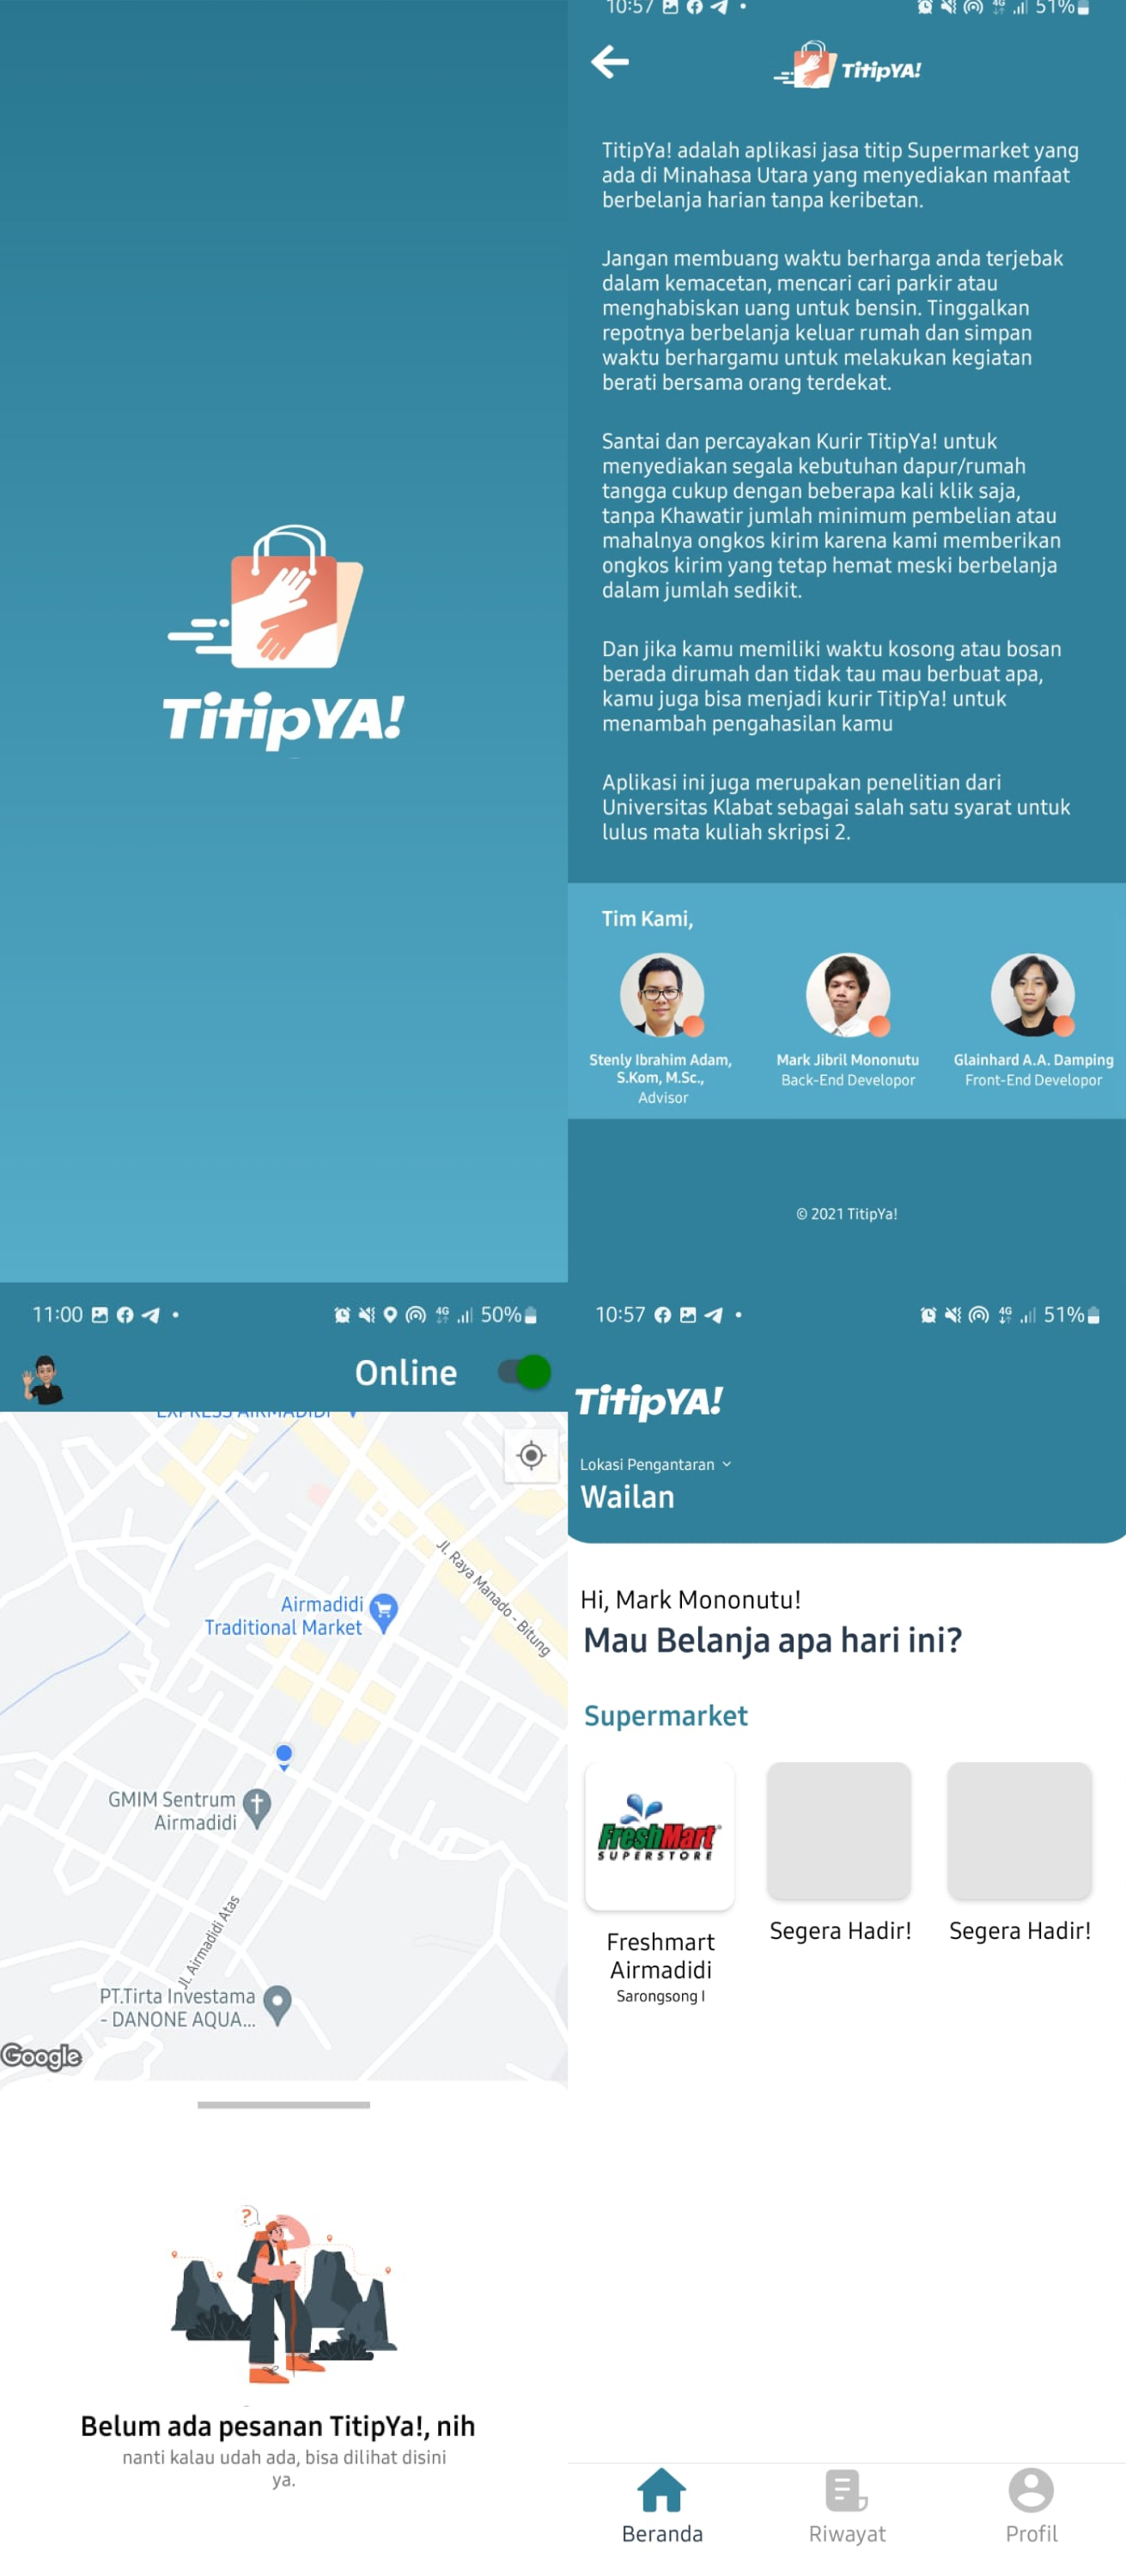 TitipYA!
10:57
51%
TitipYA!
TitipYa! adalah aplikasi jasa titip Supermarket yang
ada di Minahasa Utara yang menyediakan manfaat
berbelanja harian tanpa keribetan.
Jangan membuang waktu berharga anda terjebak
dalam kemacetan, mencari cari parkir atau
menghabiskan uang untuk bensin. Tinggalkan
repotnya berbelanja keluar rumah dan simpan
waktu berhargamu untuk melakukan kegiatan
berati bersama orang terdekat.
Santai dan percayakan Kurir TitipYa! untuk
menyediakan segala kebutuhan dapur/rumah
tangga cukup dengan beberapa kali klik saja,
tanpa Khawatir jumlah minimum pembelian atau
mahalnya ongkos kirim karena kami memberikan
ongkos kirim yang tetap hemat meski berbelanja
dalam jumlah sedikit.
Dan jika kamu memiliki waktu kosong atau bosan
berada dirumah dan tidak tau mau berbuat apa,
kamu juga bisa menjadi kurir TitipYa! untuk
menambah pengahasilan kamu
Aplikasi ini juga merupakan penelitian dari
Universitas Klabat sebagai salah satu syarat untuk
lulus mata kuliah skripsi 2.
Tim Kami,
Stenly Ibrahim Adam,
S.Kom, M.Sc.,
Advisor
Mark Jibril Mononutu
Back-End Develpor
Glainhard A.A. Damping
Front-End Develpor
© 2021 TitipYa!
11:00
4G
50%
Online
EXPRESS AIRMADIDI
Airmadidi
Traditional Market
Jl. Raya Manado - Bitung
GMIM Sentrum
Airmadidi
Jl. Airmadidi Atas
PT.Tirta Investama
- DANONE AQUA...
Google
?
Belum ada pesanan TitipYa!, nih
nanti kalau udah ada, bisa dilihat disini
ya.
10:57
4G
51%
TitipYA!
Lokasi Pengantaran
Wailan
Hi, Mark Mononutu!
Mau Belanja apa hari ini?
Supermarket
FreshMart
SUPERSTORE
Freshmart
Airmadidi
Sarongsong I
Segera Hadir!
Segera Hadir!
Beranda
Riwayat
Profil